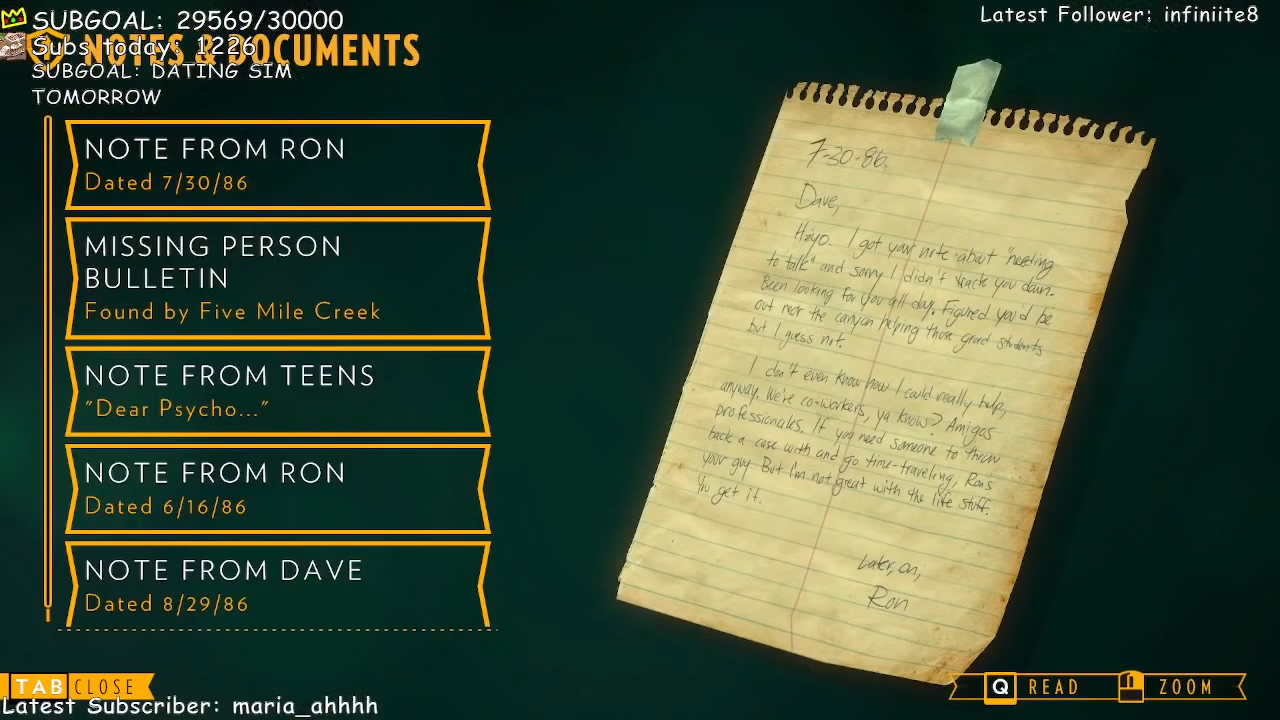 SUBGOAL: 29569/30000
Latest Follower: infiniite8
NOTES & DOCUMENTS
Subs today: 1226
SUBGOAL: DATING SIM
TOMORROW
NOTE FROM RON
Dated 7/30/86
MISSING PERSON
BULLETIN
Found by Five Mile Creek
NOTE FROM TEENS
"Dear Psycho..."
NOTE FROM RON
Dated 6/16/86
NOTE FROM DAVE
Dated 8/29/86
7-30-86.
Dave,
Hiyo. I got your note about "needing
to talk" and sorry I didn't track you down.
Been looking for you all day. Figured you'd be
out near the canyon helping those grad students
but I guess not.
I don't even know how I could really help,
anyway. We're co-workers, ya know? Amigos
professionales. If you need someone to throw
back a case with and go time-traveling, Rons
your guy. But I'm not great with the life stuff.
You get it.
Later, on,
Ron
TAB CLOSE
Q READ
ZOOM
Latest Subscriber: maria_ahhhh